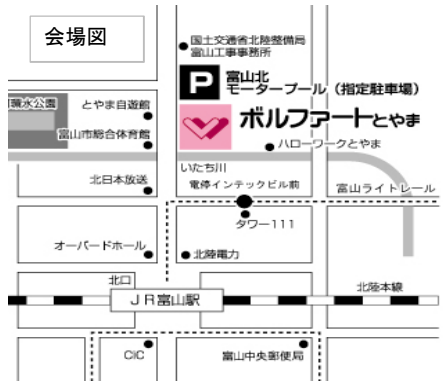 会場図
国土交通省北陸整備局
富山工事事務所
P
富山北
モータープール（指定駐車場）
環水公園
とやま自遊館
ボルファートとやま
富山市総合体育館
ハローワークとやま
いたち川
北日本放送
電停インテックビル前
富山ライトレール
タワー111
オーバードホール
北陸電力
北口
北陸本線
JR富山駅
CiC
富山中央郵便局